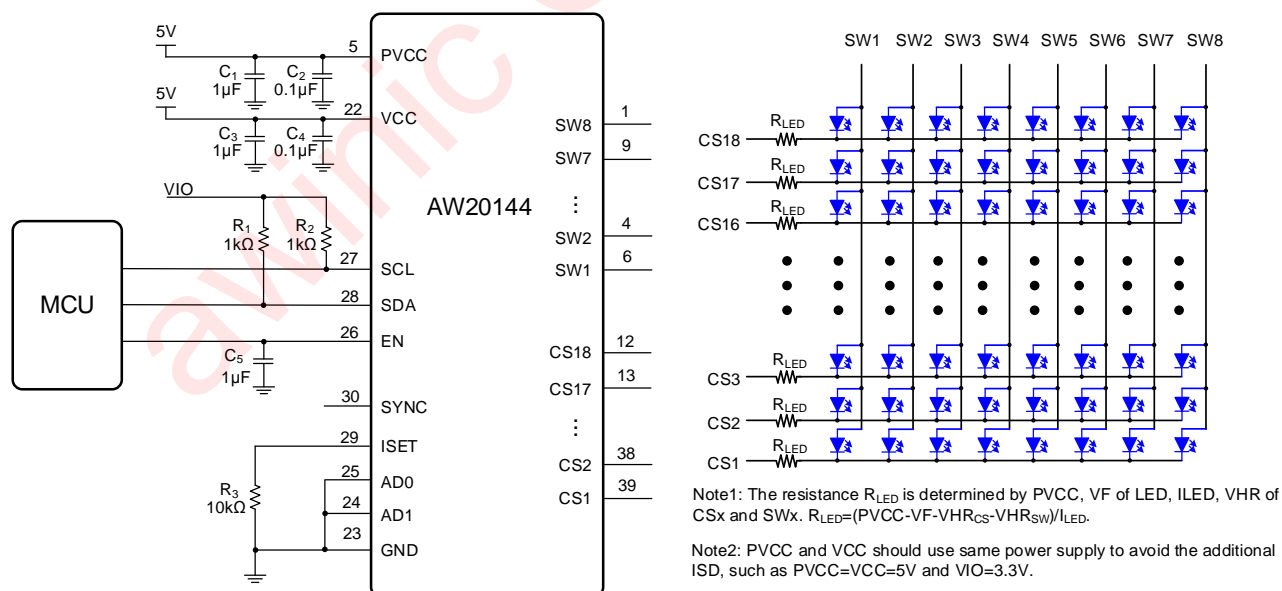 5V
5
PVCC
C1
1µF
C2
0.1µF
5V
22
VCC
C3
1µF
C4
0.1µF
VIO
R1
1kΩ
R2
1kΩ
27
SCL
28
SDA
26
EN
C5
1µF
30
SYNC
29
ISET
25
AD0
24
AD1
23
GND
R3
10kΩ
MCU
AW20144
SW8
1
SW7
9
SW2
4
SW1
6
CS18
12
CS17
13
CS2
38
CS1
39
awinic
SW1 SW2 SW3 SW4 SW5 SW6 SW7 SW8
CS18 RLED
CS17 RLED
CS16 RLED
CS3 RLED
CS2 RLED
CS1 RLED
Note1: The resistance RLED is determined by PVCC, VF of LED, ILED, VHR of
CSx and SWx. RLED=(PVCC-VF-VHRCS-VHRSW)/ILED.
Note2: PVCC and VCC should use same power supply to avoid the additional
ISD, such as PVCC=VCC=5V and VIO=3.3V.